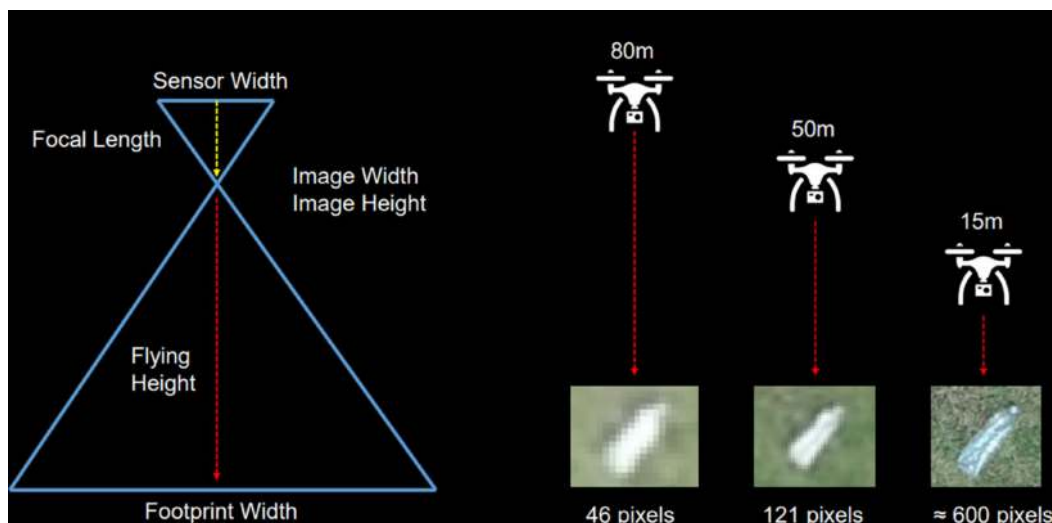 Sensor Width
Focal Length
Image Width
Image Height
Flying
Height
Footprint Width
80m
50m
15m
46 pixels
121 pixels
≈ 600 pixels